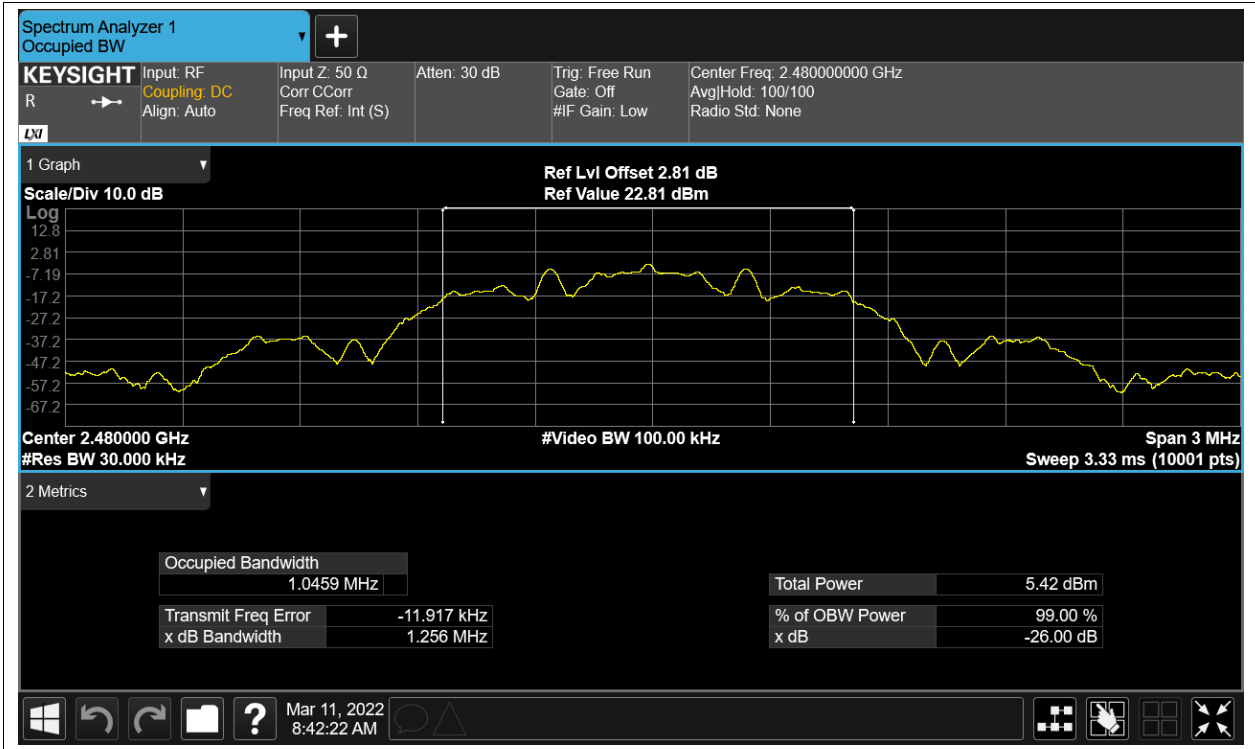 Spectrum Analyzer 1
Occupied BW
KEYSIGHT
R
LXI
Input: RF
Coupling: DC
Align: Auto
Input Z: 50 Ω
Corr CCorr
Freq Ref: Int (S)
Atten: 30 dB
Trig: Free Run
Gate: Off
#IF Gain: Low
Center Freq: 2.480000000 GHz
Avg|Hold: 100/100
Radio Std: None
1 Graph
Scale/Div 10.0 dB
Ref Lvl Offset 2.81 dB
Ref Value 22.81 dBm
Log
12.8
2.81
-7.19
-17.2
-27.2
-37.2
-47.2
-57.2
-67.2
Center 2.480000 GHz
#Res BW 30.000 kHz
#Video BW 100.00 kHz
Span 3 MHz
Sweep 3.33 ms (10001 pts)
2 Metrics
Occupied Bandwidth
1.0459 MHz
Transmit Freq Error -11.917 kHz
x dB Bandwidth 1.256 MHz
Total Power 5.42 dBm
% of OBW Power 99.00 %
x dB -26.00 dB
?
Mar 11, 2022
8:42:22 AM